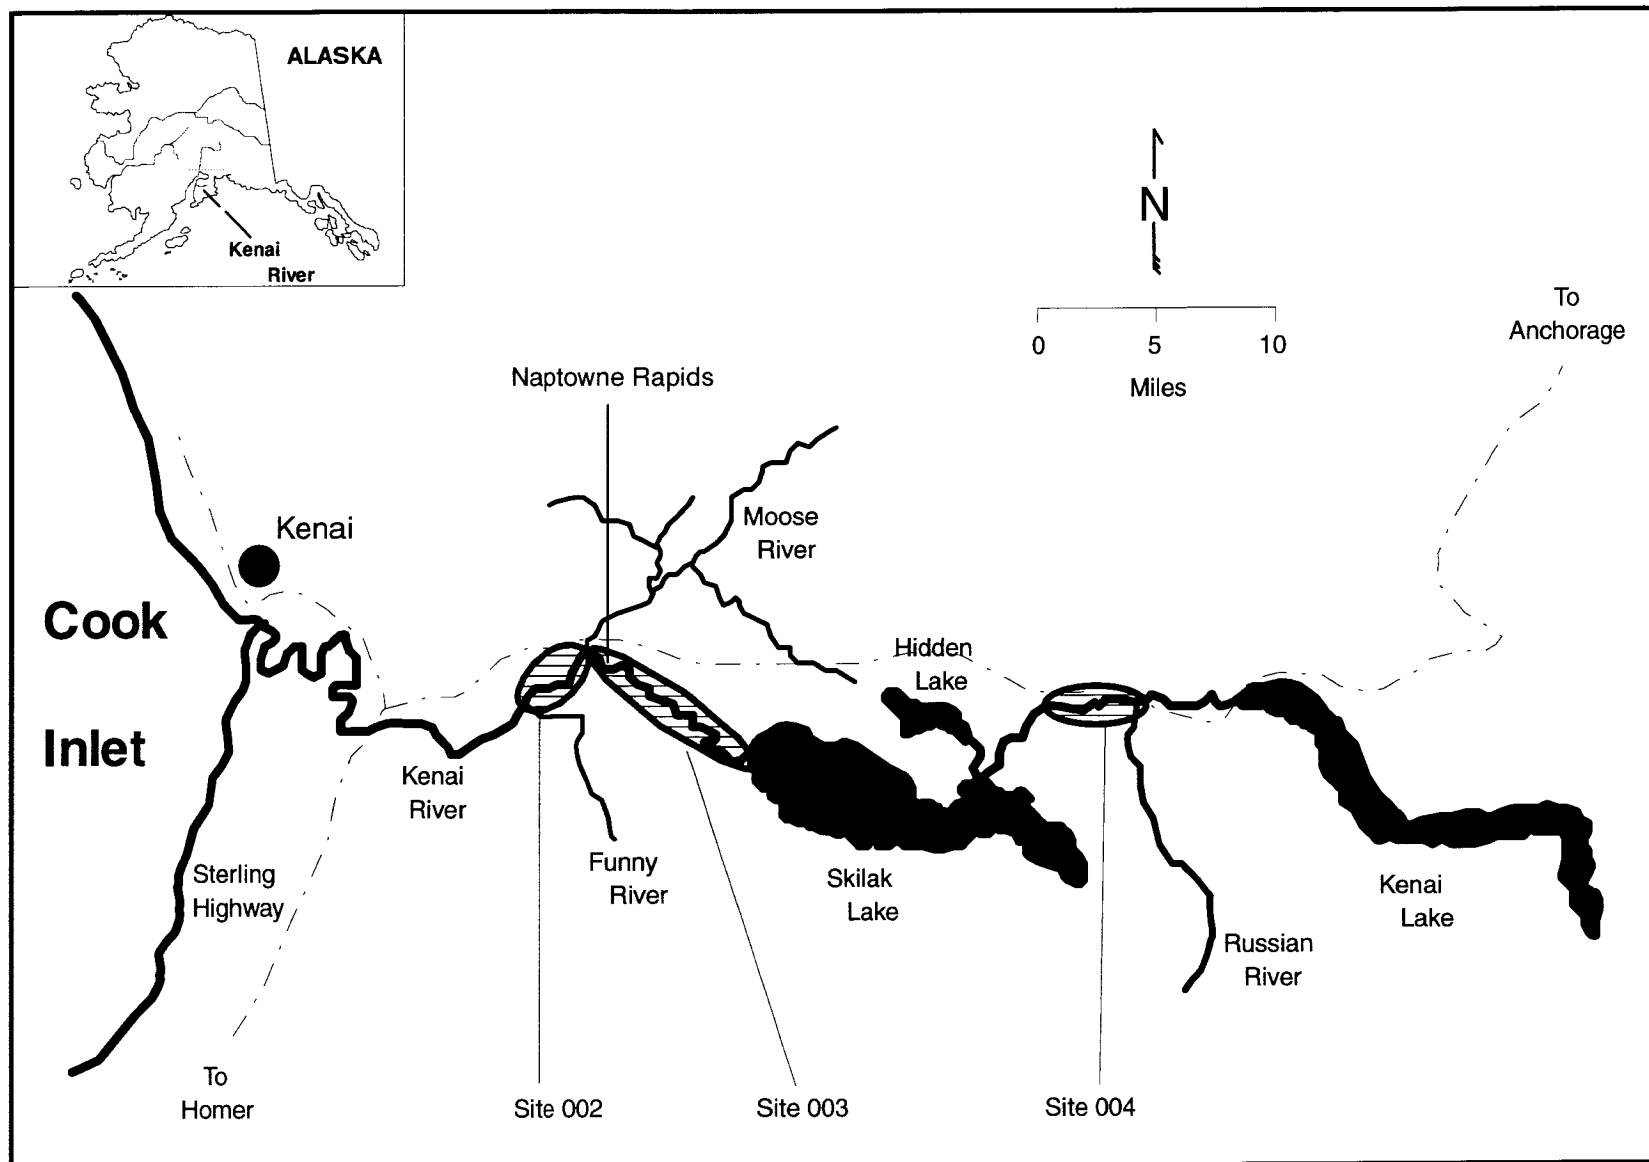 ALASKA
Kenai
River
N
0 5 10
Miles
To
Anchorage
Naptowne Rapids
Moose
River
Kenai
Cook
Inlet
Hidden
Lake
Kenai
River
Sterling
Highway
Funny
River
Skilak
Lake
Kenai
Lake
Russian
River
To
Homer
Site 002
Site 003
Site 004